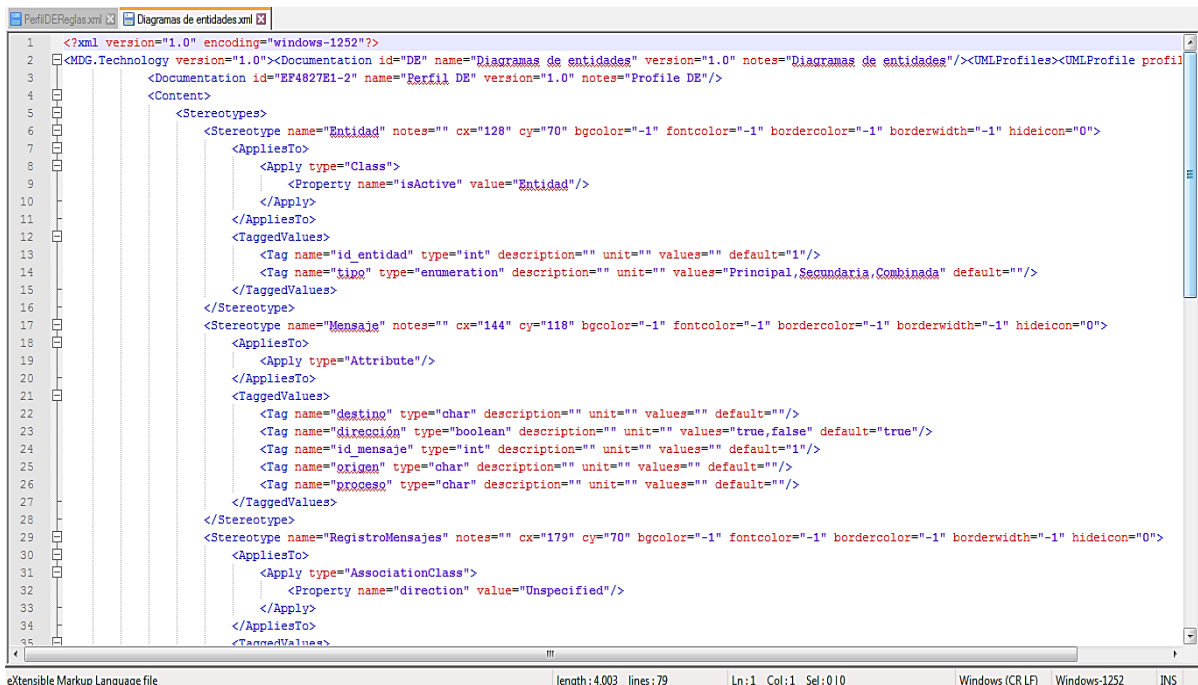 PerfilDEReglas.xml Diagramas de entidades.xml
1 <?xml version="1.0" encoding="windows-1252"?>
2 <MDG.Technology version="1.0"><Documentation id="DE" name="Diagramas de entidades" version="1.0" notes="Diagramas de entidades"/><UMLProfiles><UMLProfile profil
3 <Documentation id="EF4827E1-2" name="Perfil DE" version="1.0" notes="Profile DE"/>
4 <Content>
5 <Stereotypes>
6 <Stereotype name="Entidad" notes="" cx="128" cy="70" bgcolor="-1" fontcolor="-1" bordercolor="-1" borderwidth="-1" hideicon="0">
7 <AppliesTo>
8 <Apply type="Class">
9 <Property name="isActive" value="Entidad"/>
10 </Apply>
11 </AppliesTo>
12 <TaggedValues>
13 <Tag name="id_entidad" type="int" description="" unit="" values="" default="1"/>
14 <Tag name="tipo" type="enumeration" description="" unit="" values="Principal,Secundaria,Combinada" default=""/>
15 </TaggedValues>
16 </Stereotype>
17 <Stereotype name="Mensaje" notes="" cx="144" cy="118" bgcolor="-1" fontcolor="-1" bordercolor="-1" borderwidth="-1" hideicon="0">
18 <AppliesTo>
19 <Apply type="Attribute"/>
20 </AppliesTo>
21 <TaggedValues>
22 <Tag name="destino" type="char" description="" unit="" values="" default=""/>
23 <Tag name="dirección" type="boolean" description="" unit="" values="true,false" default="true"/>
24 <Tag name="id_mensaje" type="int" description="" unit="" values="" default="1"/>
25 <Tag name="origen" type="char" description="" unit="" values="" default=""/>
26 <Tag name="proceso" type="char" description="" unit="" values="" default=""/>
27 </TaggedValues>
28 </Stereotype>
29 <Stereotype name="RegistroMensajes" notes="" cx="179" cy="70" bgcolor="-1" fontcolor="-1" bordercolor="-1" borderwidth="-1" hideicon="0">
30 <AppliesTo>
31 <Apply type="AssociationClass">
32 <Property name="direction" value="Unspecified"/>
33 </Apply>
34 </AppliesTo>
35 <TaggedValues>
eXtensible Markup Language file length : 4.003 lines : 79 Ln : 1 Col : 1 Sel : 0 | 0 Windows (CR LF) Windows-1252 INS